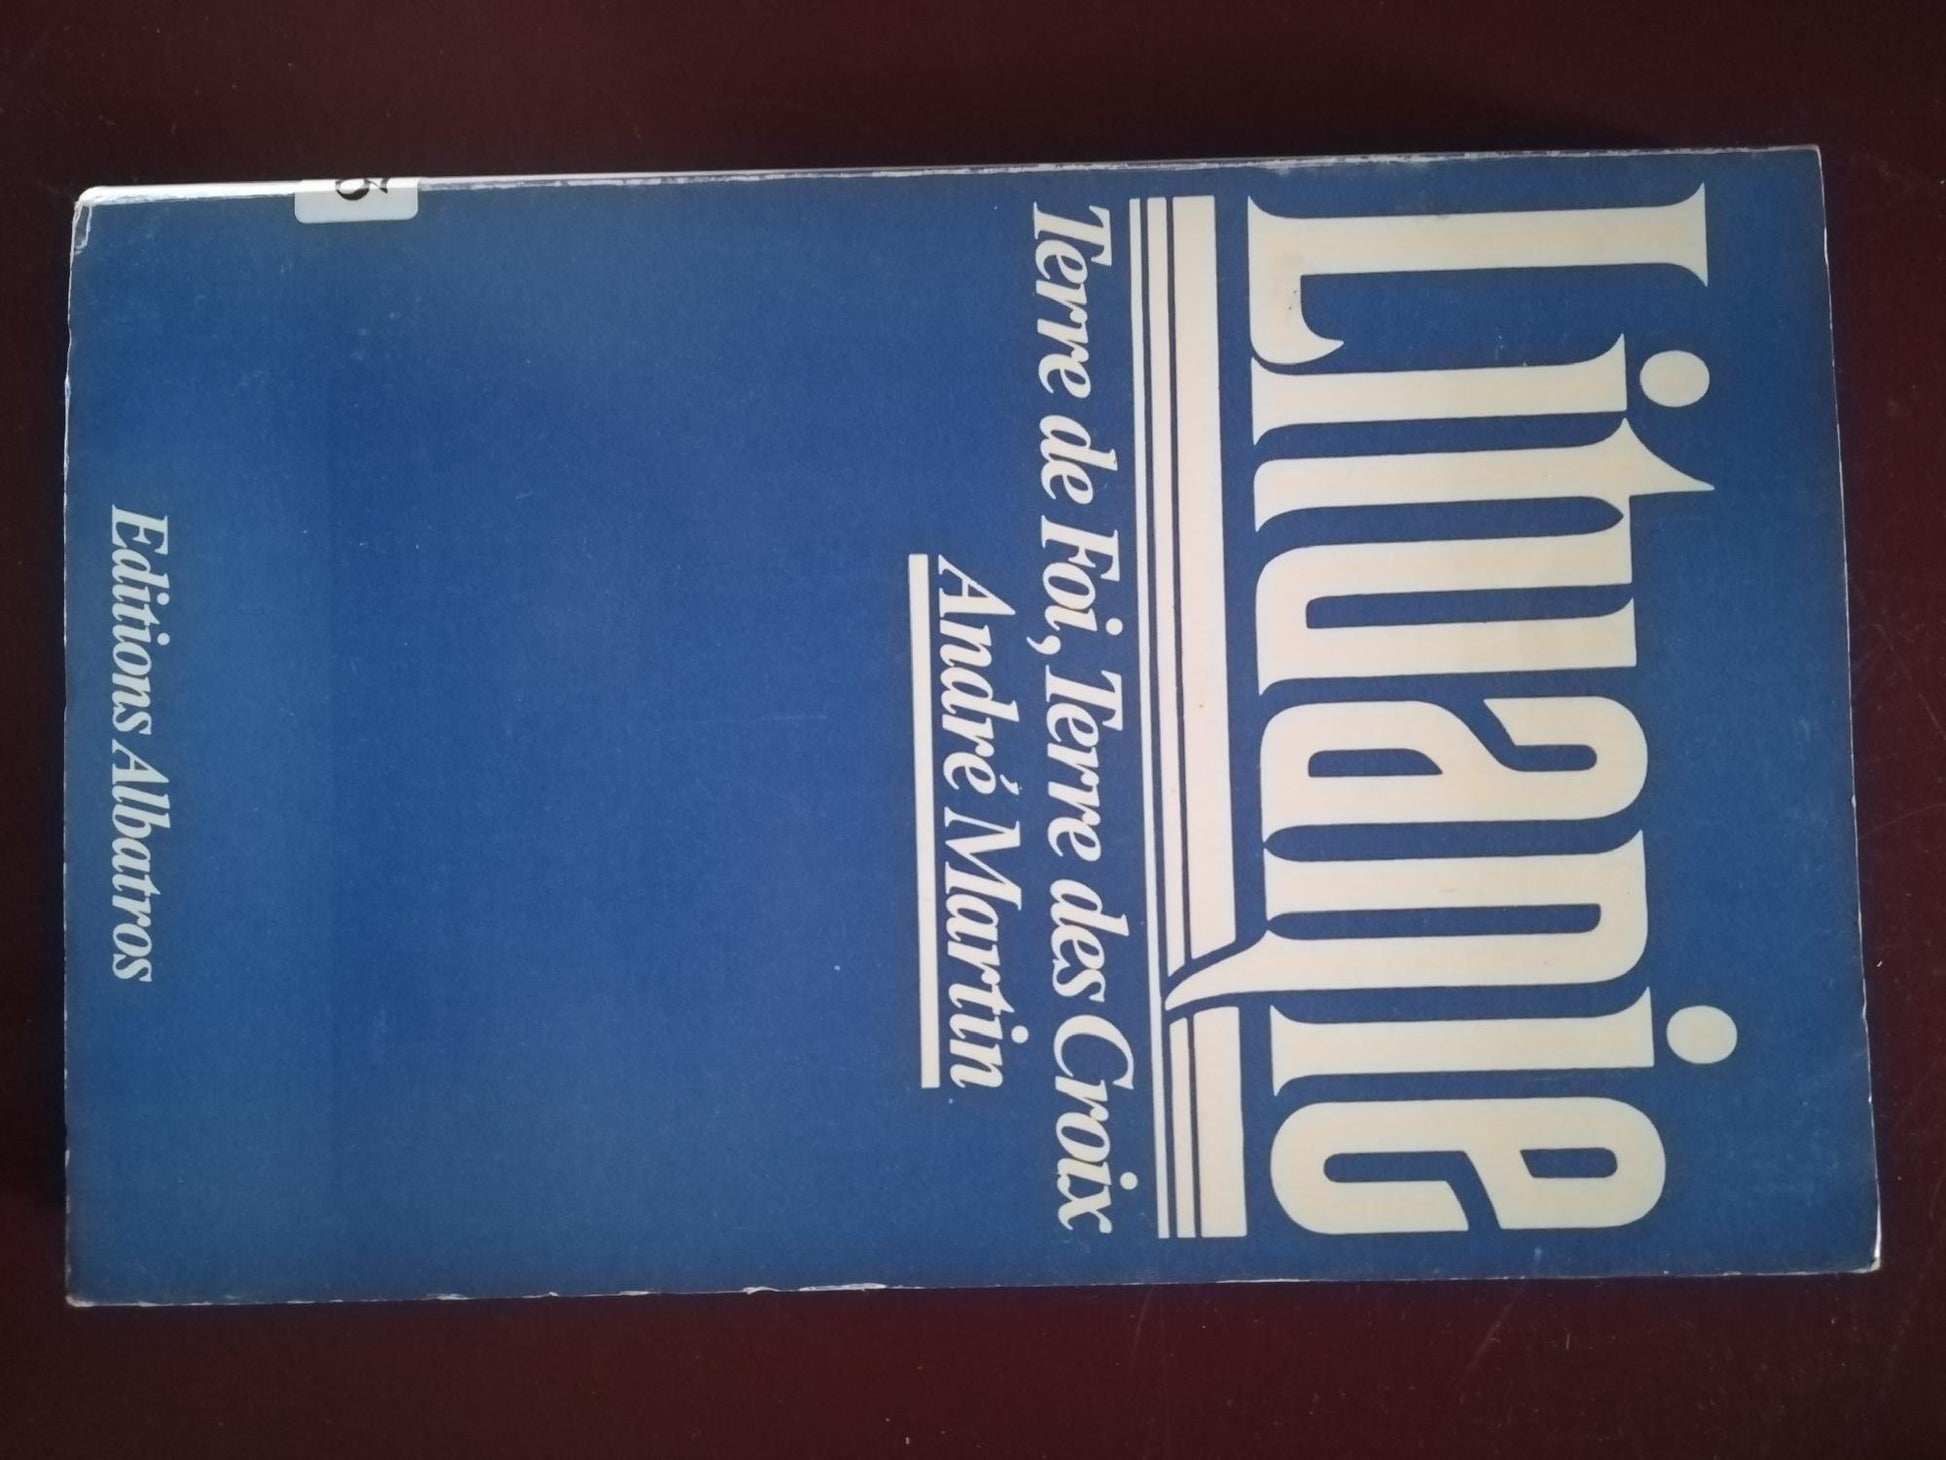 Lituanie
Terre de Foi, Terre des Croix
André Martin
Editions Albatros